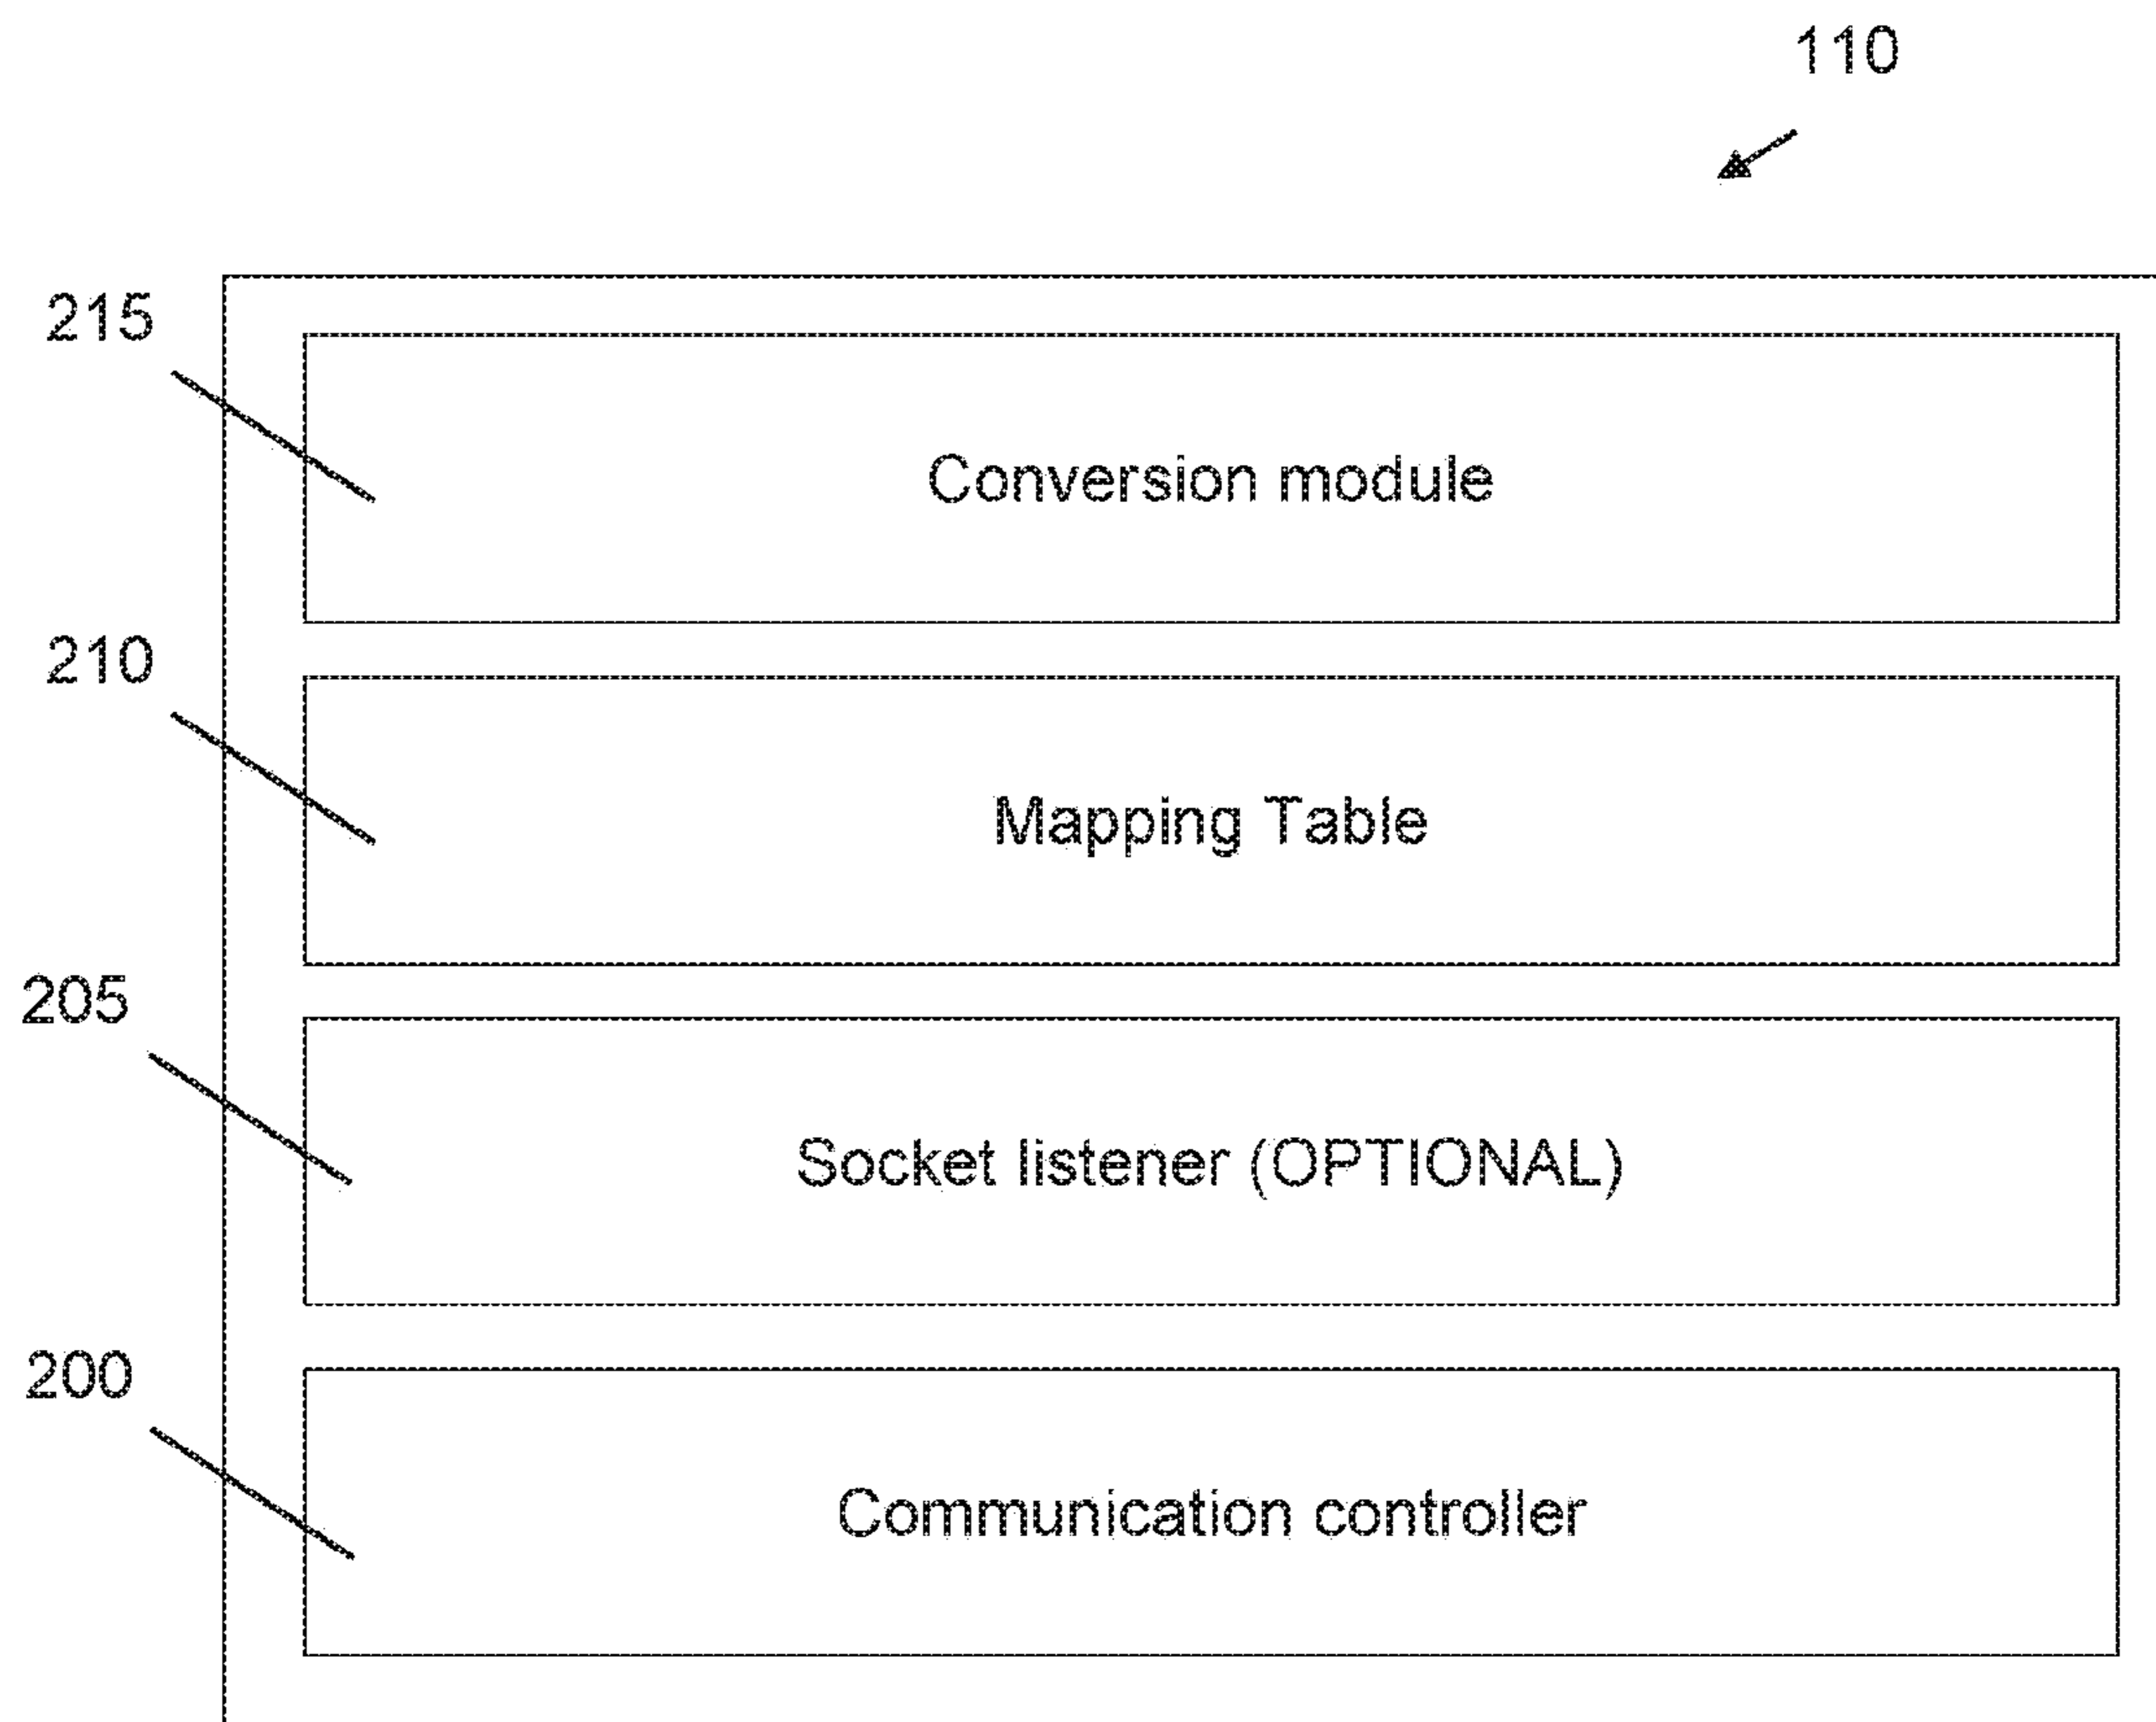 110
215
Conversion module
210
Mapping Table
205
Socket listener (OPTIONAL)
200
Communication controller